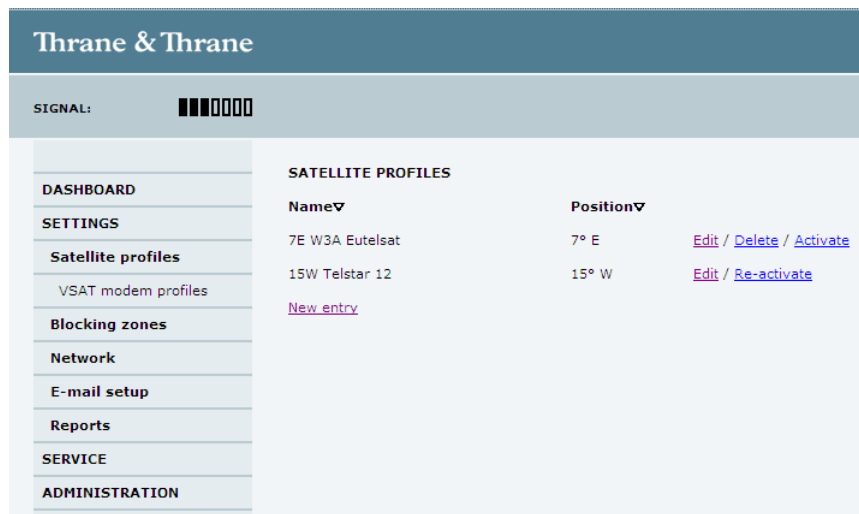 Thrane & Thrane
SIGNAL:
DASHBOARD
SETTINGS
Satellite profiles
VSAT modem profiles
Blocking zones
Network
E-mail setup
Reports
SERVICE
ADMINISTRATION
SATELLITE PROFILES
Name Position
7E W3A Eutelsat 7° E Edit / Delete / Activate
15W Telstar 12 15° W Edit / Re-activate
New entry